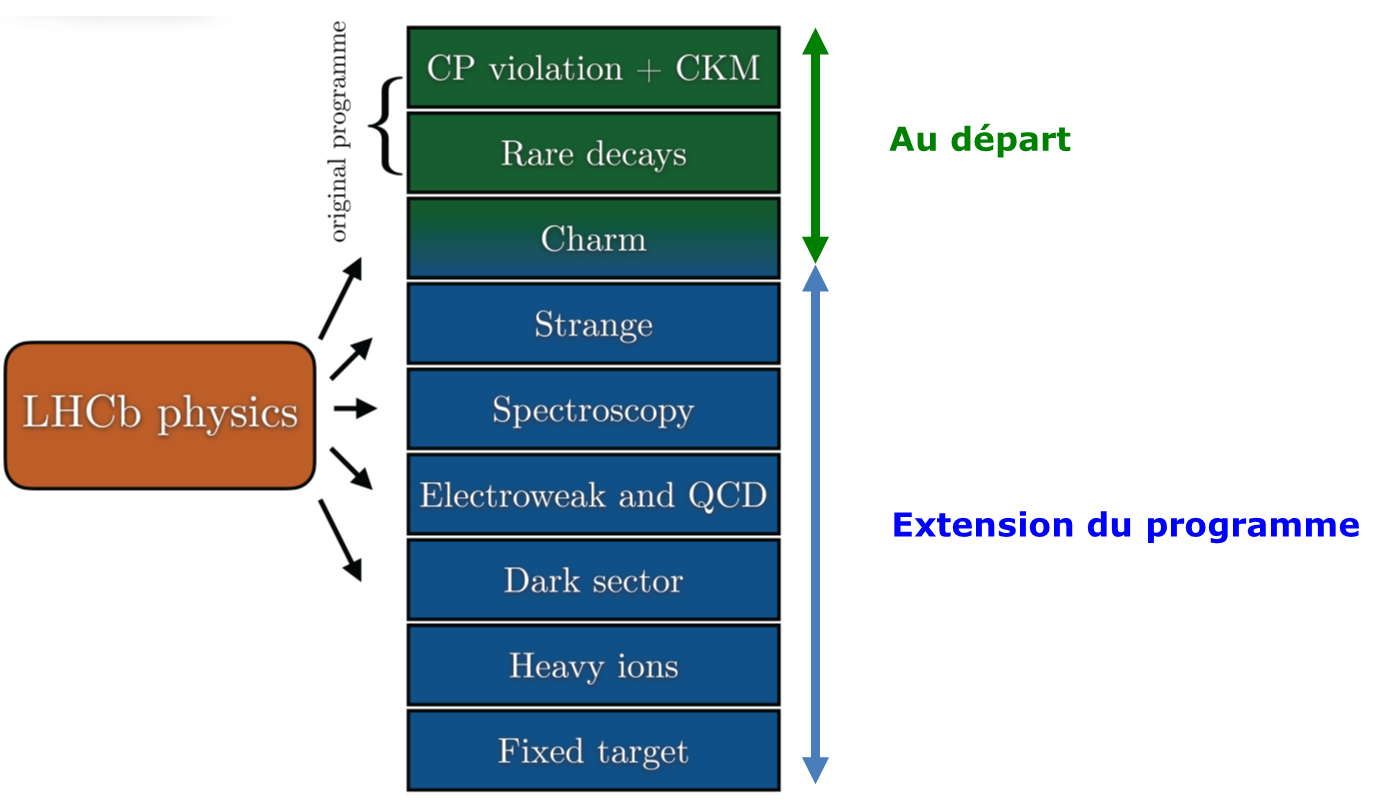 original programme
CP violation + CKM
Rare decays
Charm
Strange
Spectroscopy
Electroweak and QCD
Dark sector
Heavy ions
Fixed target
LHCb physics
Au départ
Extension du programme